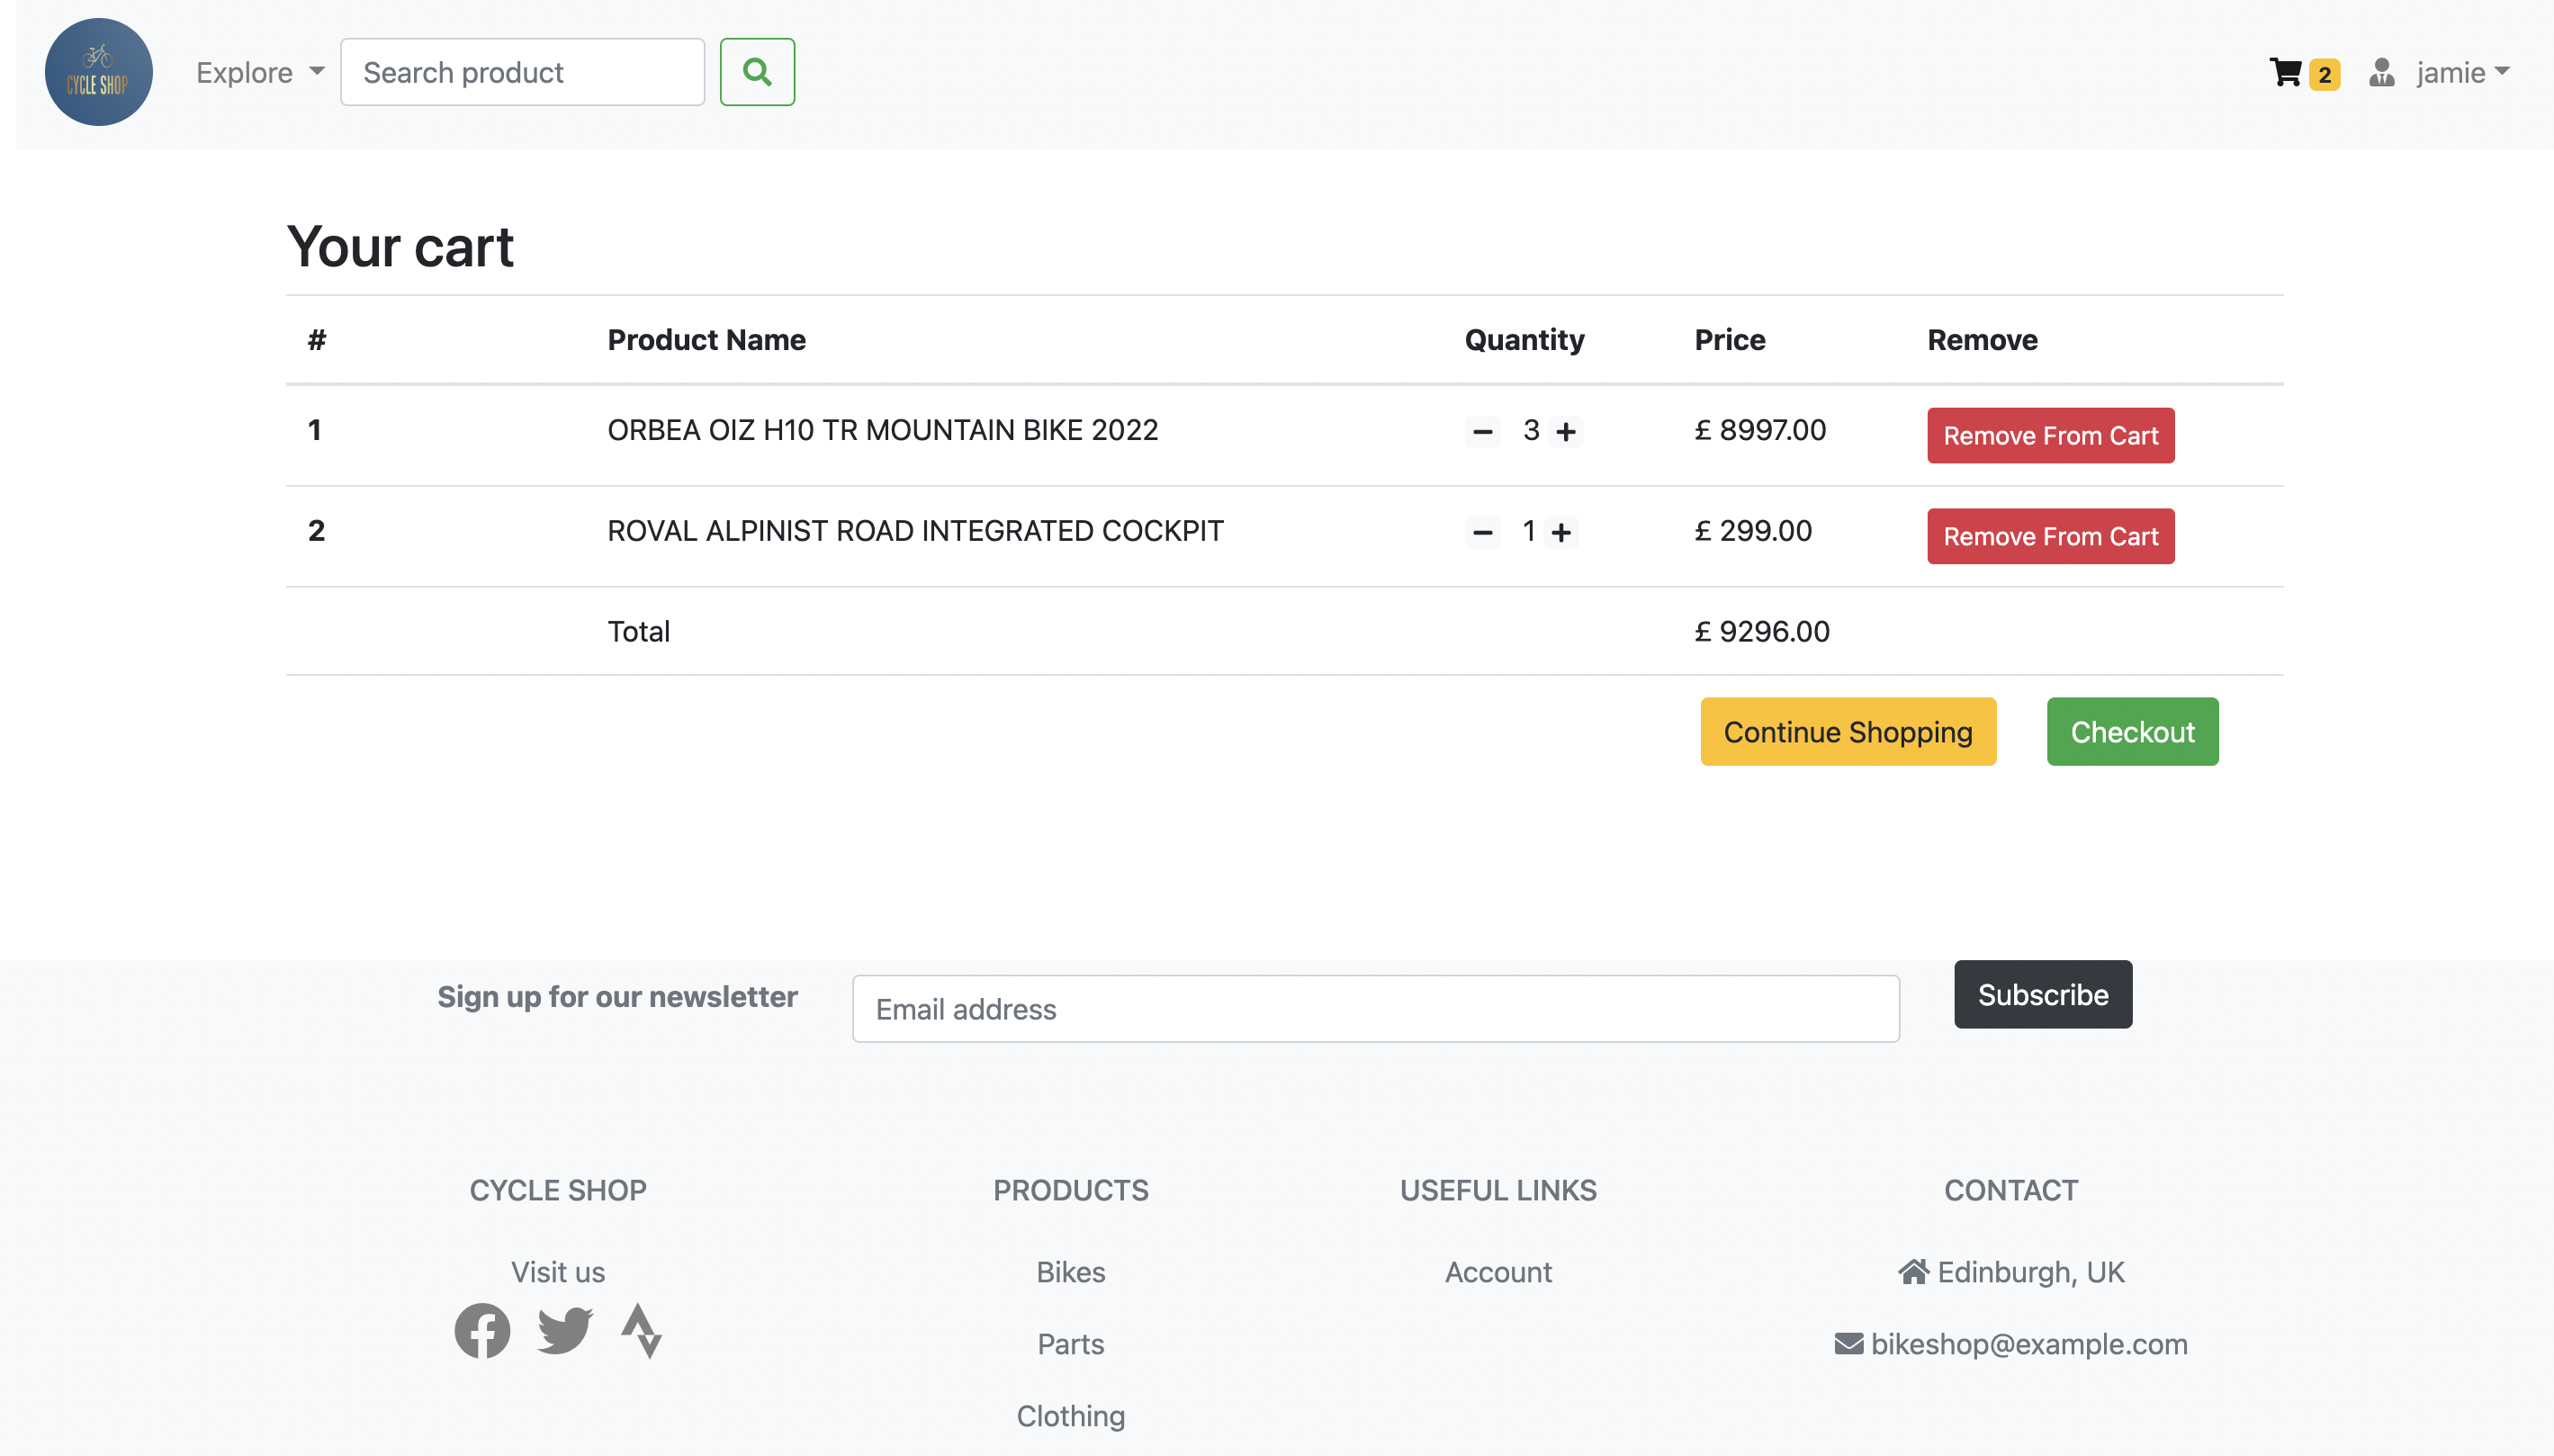 CYCLE SHOP
Explore
Search product
2
jamie
Your cart
# Product Name Quantity Price Remove
1 ORBEA OIZ H10 TR MOUNTAIN BIKE 2022 3 £ 8997.00 Remove From Cart
2 ROVAL ALPINIST ROAD INTEGRATED COCKPIT 1 £ 299.00 Remove From Cart
Total £ 9296.00
Continue Shopping Checkout
Sign up for our newsletter Email address Subscribe
CYCLE SHOP PRODUCTS USEFUL LINKS CONTACT
Visit us Bikes Account Edinburgh, UK
Parts bikeshop@example.com
Clothing